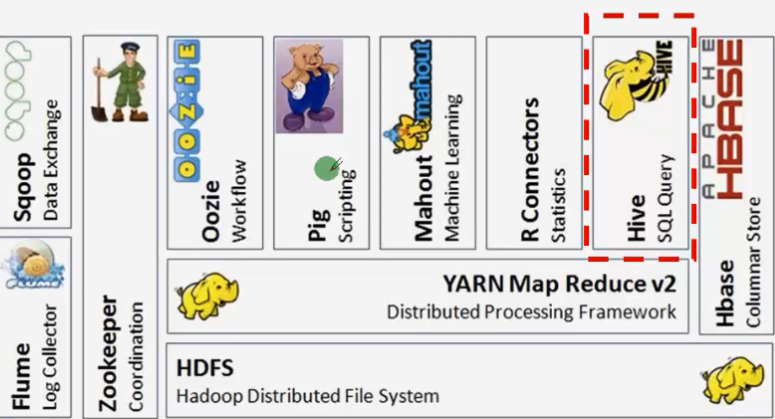 Sqoop
Data Exchange
Flume
Log Collector
Zookeeper
Coordination
OOZIE
Oozie
Workflow
Pig
Scripting
mahout
Mahout
Machine Learning
R Connectors
Statistics
HIVE
Hive
SQL Query
APACHE
HBASE
Hbase
Columnar Store
YARN Map Reduce v2
Distributed Processing Framework
HDFS
Hadoop Distributed File System